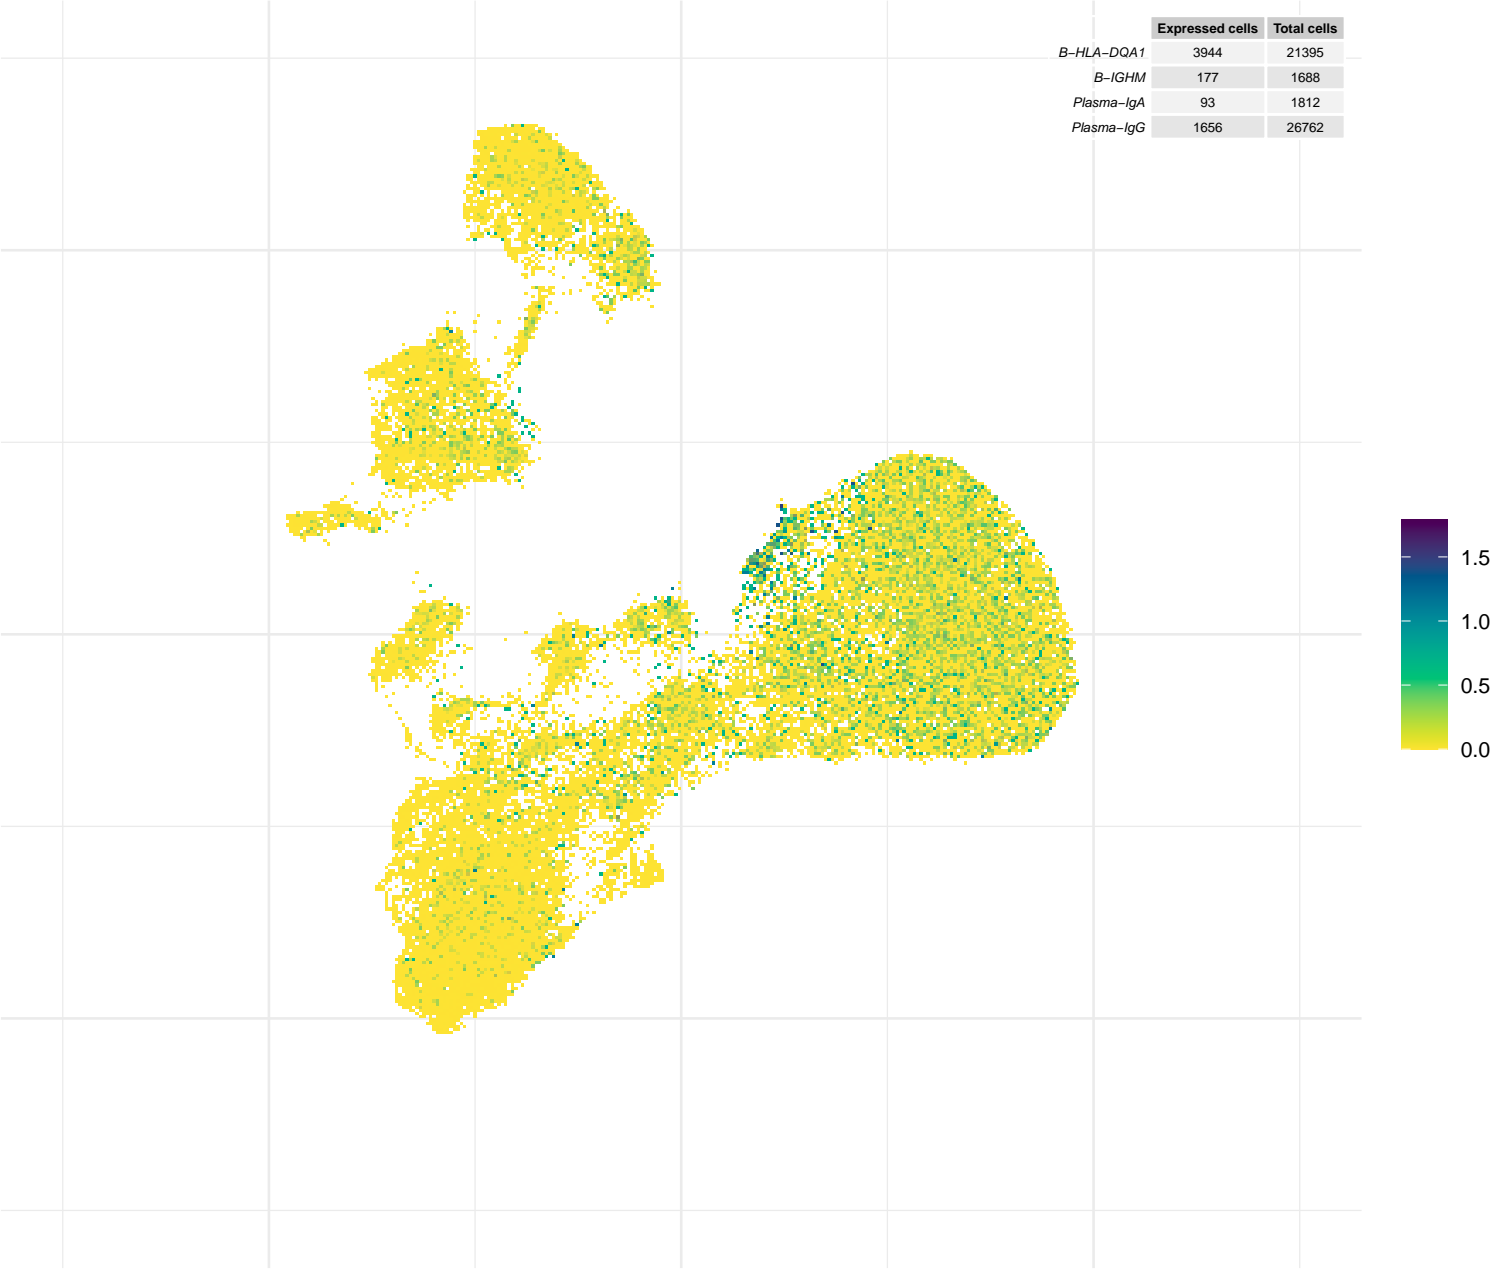 Expressed cells Total cells
B−HLA−DQA1 3944 21395
B−IGHM 177 1688
Plasma−IgA 93 1812
Plasma−IgG 1656 26762
1.5
1.0
0.5
0.0